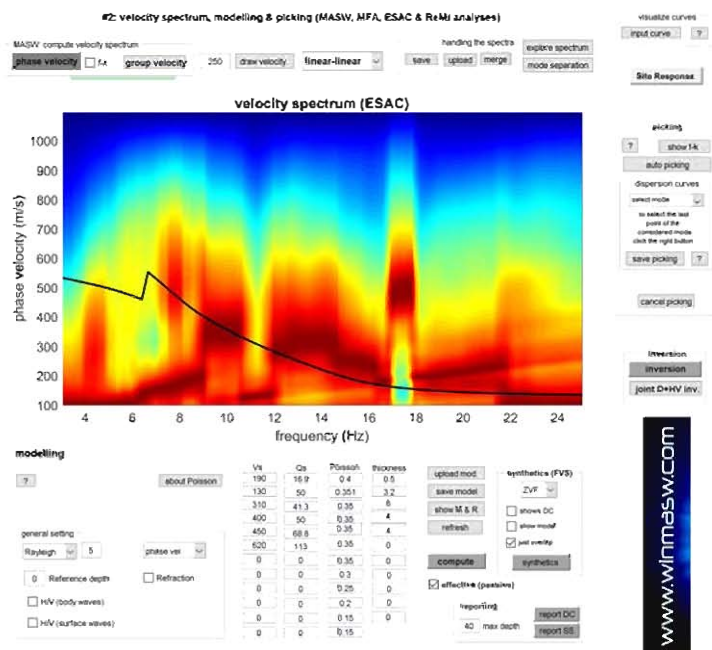 #2: velocity spectrum, modelling & picking (MASW, MFA, ESAC & ReMi analyses)
MASW: compute velocity spectrum
phase velocity f-k group velocity 250 draw velocity linear-linear
handling the spectra
save upload merge
explore spectrum
mode separation
visualize curves
input curve ?
Site Response
velocity spectrum (ESAC)
phase velocity (m/s)
1000
900
800
700
600
500
400
300
200
100
4 6 8 10 12 14 16 18 20 22 24
frequency (Hz)
picking
? show f-k
auto picking
dispersion curves
select mode
to select the last
point of the
considered mode
click the right button
save picking ?
cancel picking
inversion
inversion
joint D+HV inv.
www.winmasw.com
modelling
? about Poisson
general setting
Rayleigh 5 phase vel
0 Reference depth Refraction
H/V (body waves)
H/V (surface waves)
Vs Qs Poisson thickness
190 16.9 0.4 0.5
130 50 0.351 3.2
310 41.3 0.35 6
400 50 0.35 4
450 68.8 0.35 4
620 113 0.35 0
0 0 0.35 0
0 0 0.3 0
0 0 0.25 0
0 0 0.2 0
0 0 0.15 0
0 0 0.15
upload mod.
save model
show M & R
refresh
compute
synthetics (FVS)
ZVF
shows DC
show model
just overlap
synthetics
effective (passive)
reporting
40 max depth
report DC
report SS